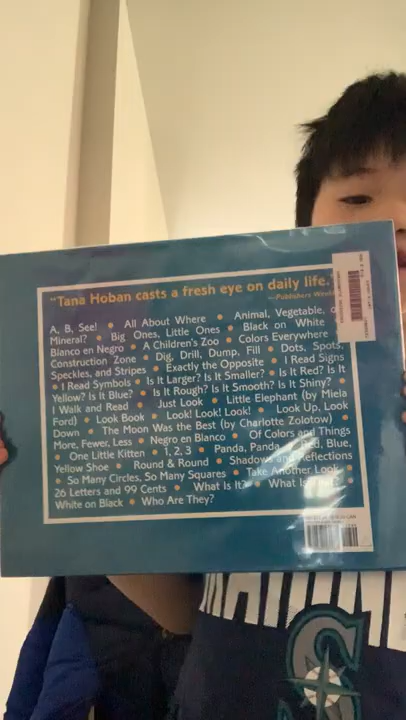 "Tana Hoban casts a fresh eye on daily life."
—Publishers Weekly
A, B, See! • All About Where • Animal, Vegetable, or
Mineral? • Big Ones, Little Ones • Black on White •
Blanco en Negro • A Children's Zoo • Colors Everywhere •
Construction Zone • Dig, Drill, Dump, Fill • Dots, Spots,
Speckles, and Stripes • Exactly the Opposite • I Read Signs
• I Read Symbols • Is It Larger? Is It Smaller? • Is It Red? Is It
Yellow? Is It Blue? • Is It Rough? Is It Smooth? Is It Shiny? •
I Walk and Read • Just Look • Little Elephant (by Miela
Ford) • Look Book • Look! Look! Look! • Look Up, Look
Down • The Moon Was the Best (by Charlotte Zolotow) •
More, Fewer, Less • Negro en Blanco • Of Colors and Things
• One Little Kitten • 1, 2, 3 • Panda, Panda • Red, Blue,
Yellow Shoe • Round & Round • Shadows and Reflections
• So Many Circles, So Many Squares • Take Another Look •
26 Letters and 99 Cents • What Is It? • What Is •
White on Black • Who Are They?
S